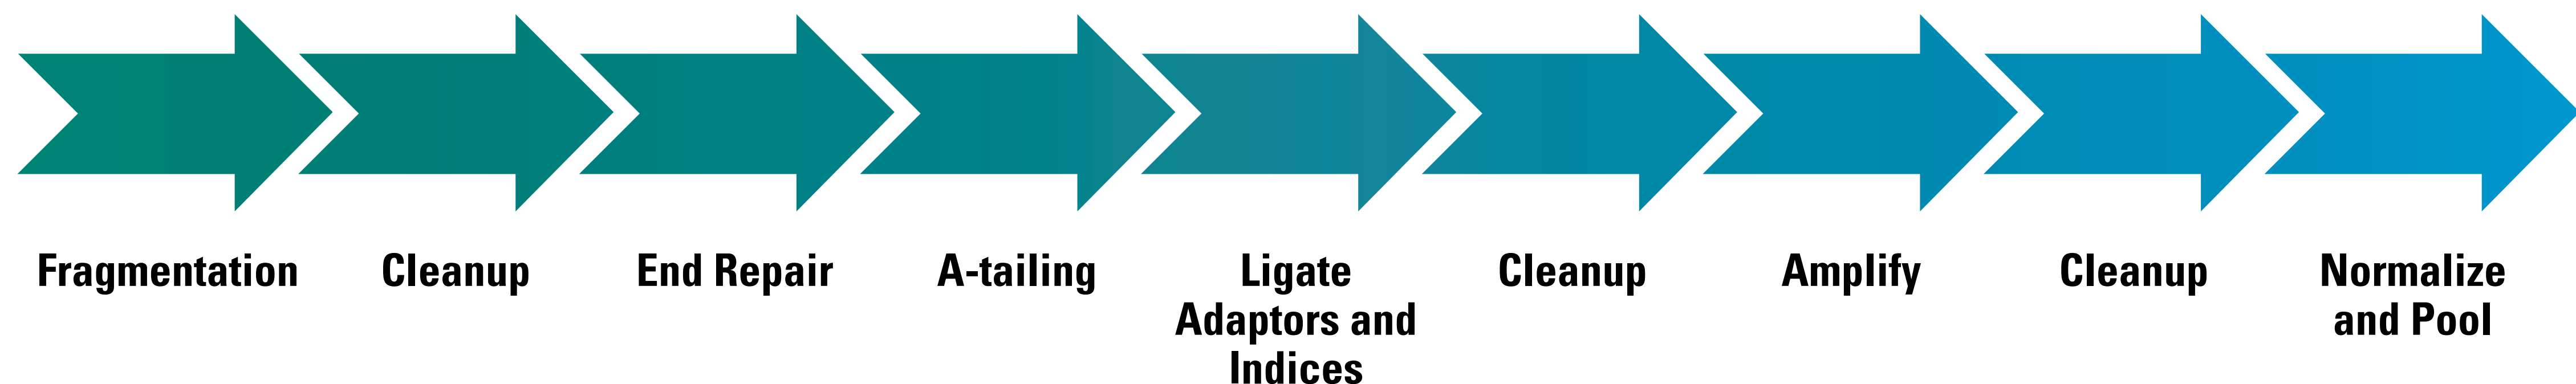 Fragmentation
Cleanup
End Repair
A-tailing
Ligate
Adaptors and
Indices
Cleanup
Amplify
Cleanup
Normalize
and Pool